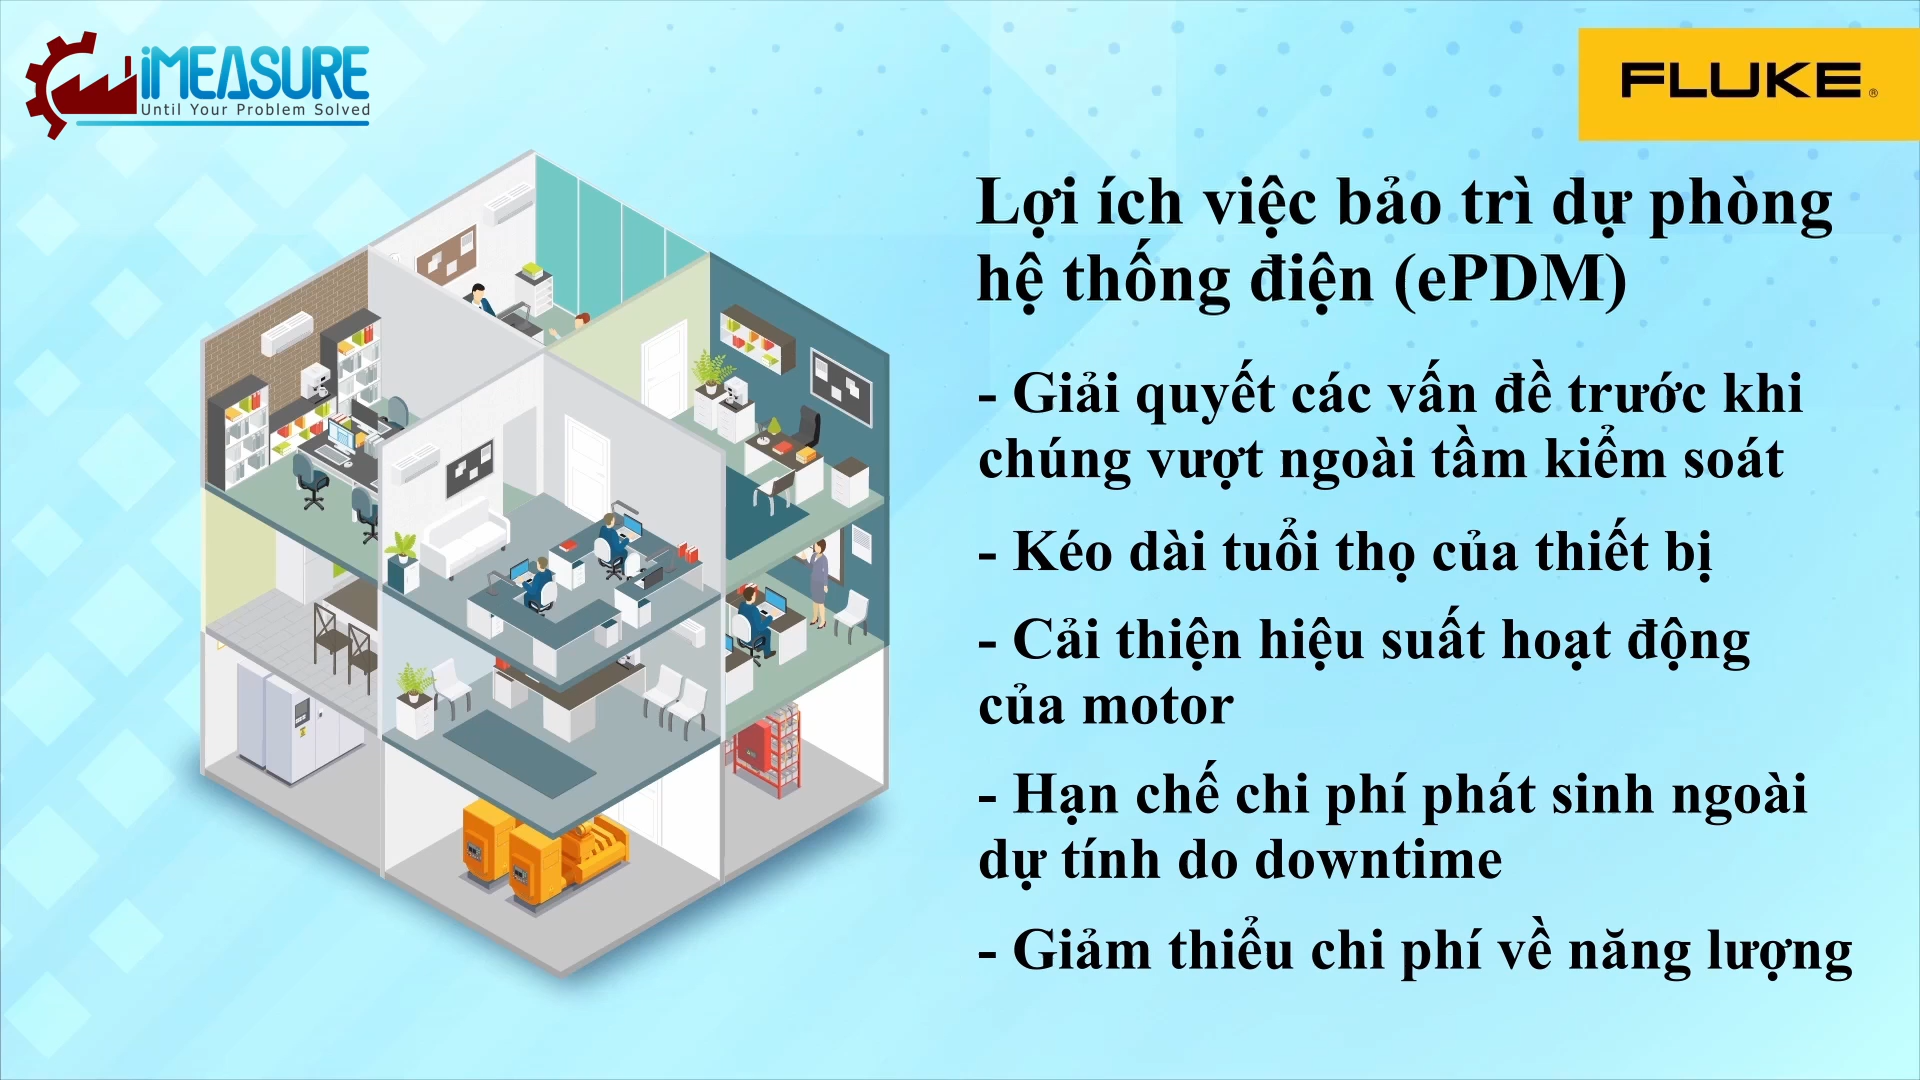 iMEASURE
Until Your Problem Solved
FLUKE®
Lợi ích việc bảo trì dự phòng
hệ thống điện (ePDM)
- Giải quyết các vấn đề trước khi
chúng vượt ngoài tầm kiểm soát
- Kéo dài tuổi thọ của thiết bị
- Cải thiện hiệu suất hoạt động
của motor
- Hạn chế chi phí phát sinh ngoài
dự tính do downtime
- Giảm thiểu chi phí về năng lượng